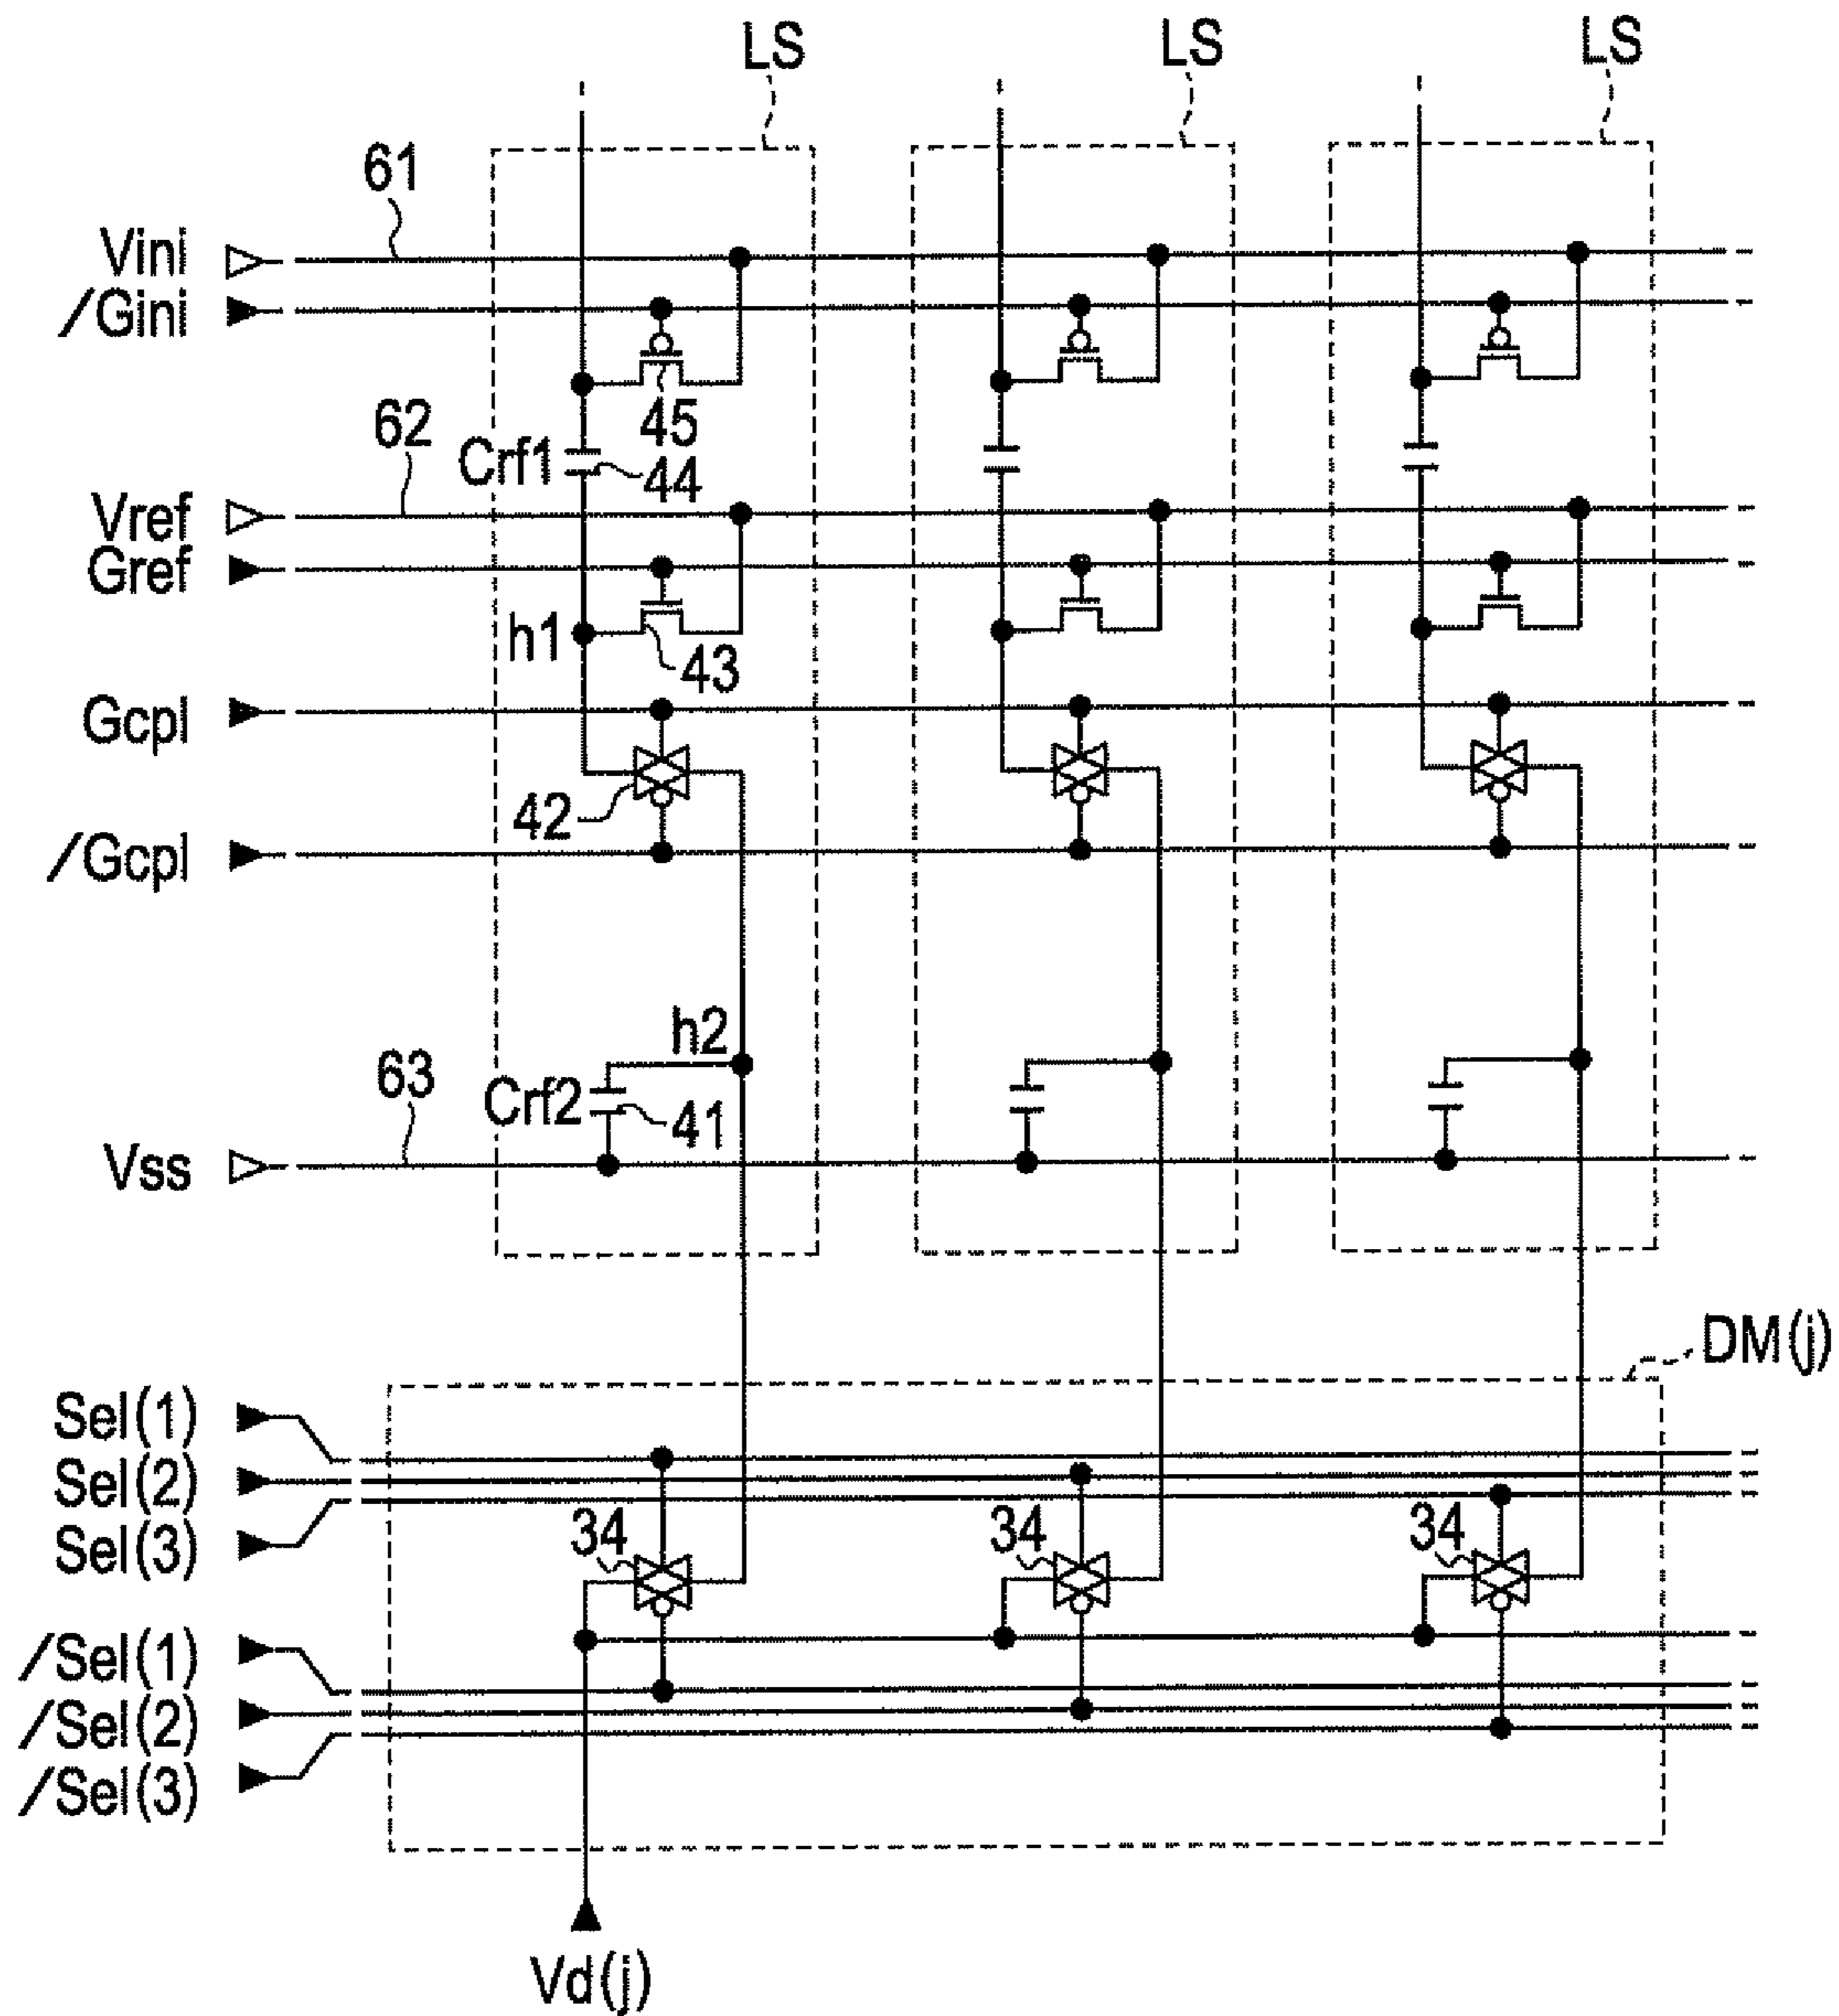 LS LS LS
61
Vini
/Gini
45
62
Crf1
44
Vref
Gref
h1
43
Gcpl
42
/Gcpl
h2
63
Crf2
41
Vss
DM(j)
Sel(1)
Sel(2)
34 34 34
Sel(3)
/Sel(1)
/Sel(2)
/Sel(3)
Vd(j)